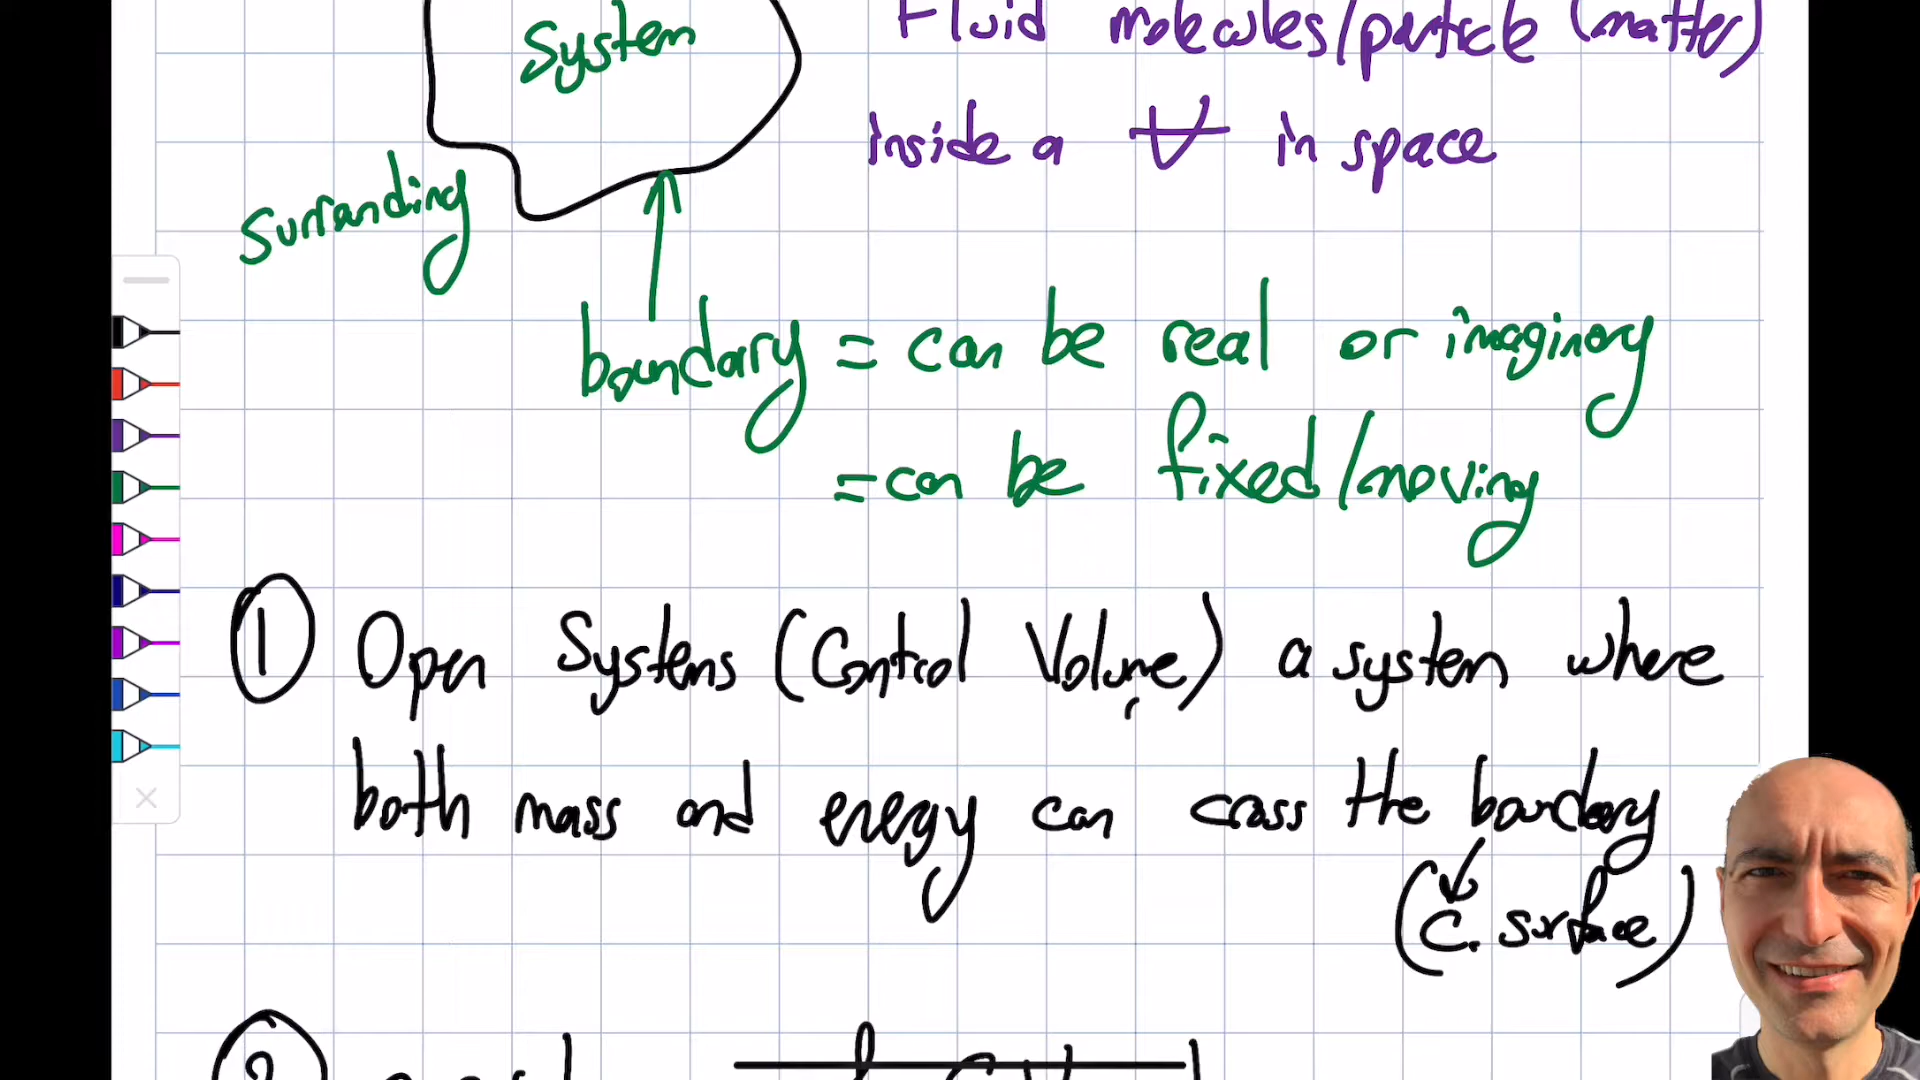 System
Fluid molecules/particle (matter)
inside a V in space
Surranding
boundary = can be real or imaginary
= can be fixed/moving
1 Open Systems (Control Volume) a system where
both mass and energy can cross the boundary
(C. surface)
2